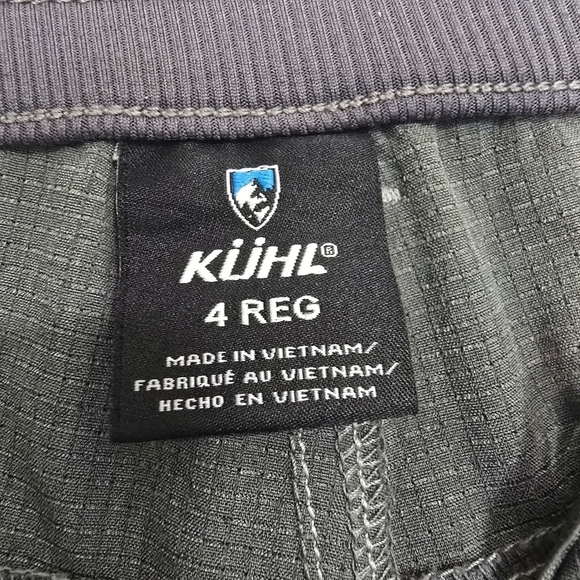 KÜHL®
4 REG
MADE IN VIETNAM/
FABRIQUÉ AU VIETNAM/
HECHO EN VIETNAM